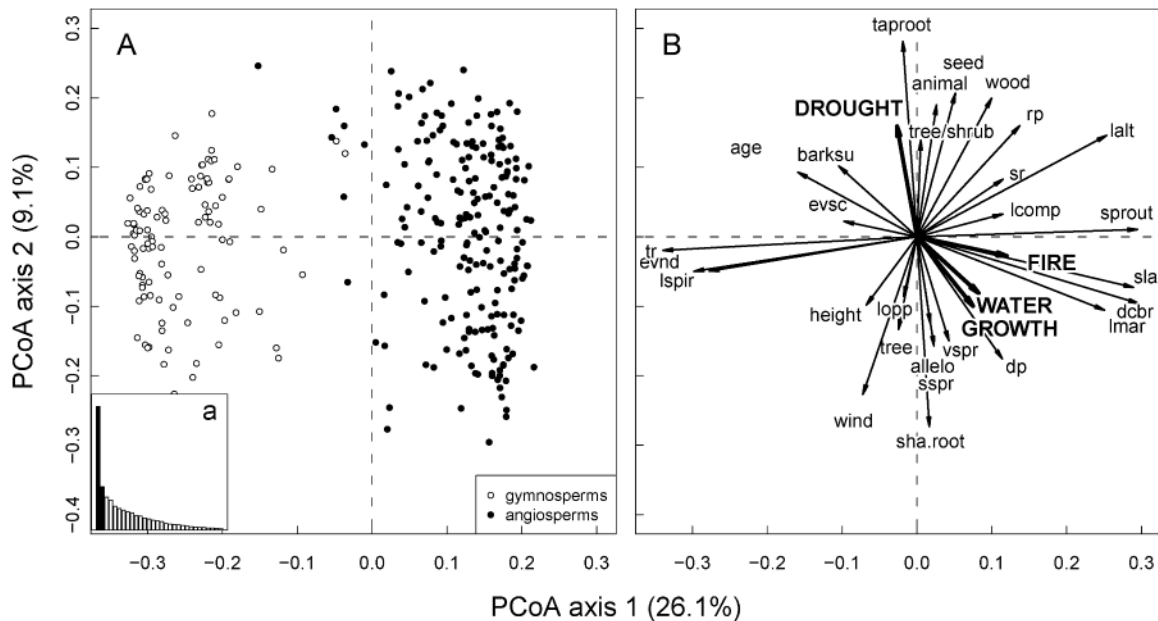 A
B
a
gymnosperms
angiosperms
0.3
0.2
0.1
0.0
−0.1
−0.2
−0.3
−0.4
PCoA axis 2 (9.1%)
−0.3 −0.2 −0.1 0.0 0.1 0.2 0.3
taproot
seed
animal
wood
DROUGHT
rp
tree/shrub
lalt
age
barksu
sr
evsc
lcomp
sprout
tr
evnd
lspir
FIRE
sla
WATER
dcbr
height
lopp
GROWTH
lmar
tree
vspr
allelo
dp
sspr
wind
sha.root
−0.3 −0.2 −0.1 0.0 0.1 0.2 0.3
PCoA axis 1 (26.1%)